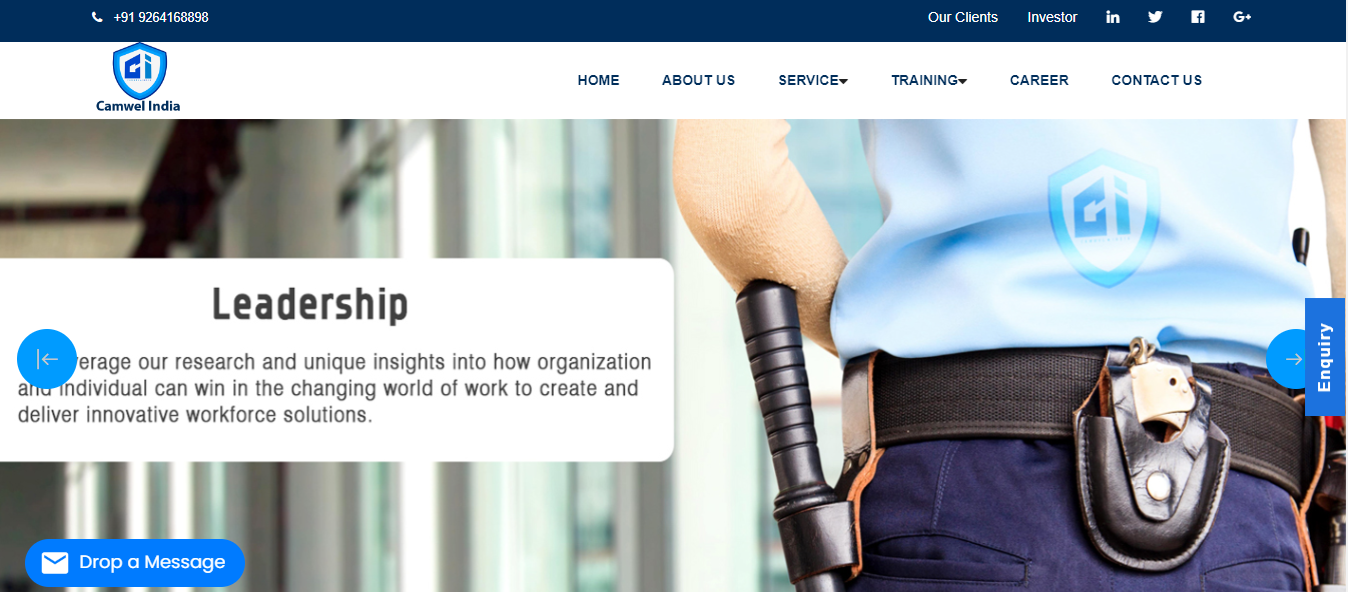 +91 9264168898
Our Clients
Investor
Camwel India
HOME
ABOUT US
SERVICE
TRAINING
CAREER
CONTACT US
Leadership
verage our research and unique insights into how organization
and individual can win in the changing world of work to create and
deliver innovative workforce solutions.
Enquiry
Drop a Message